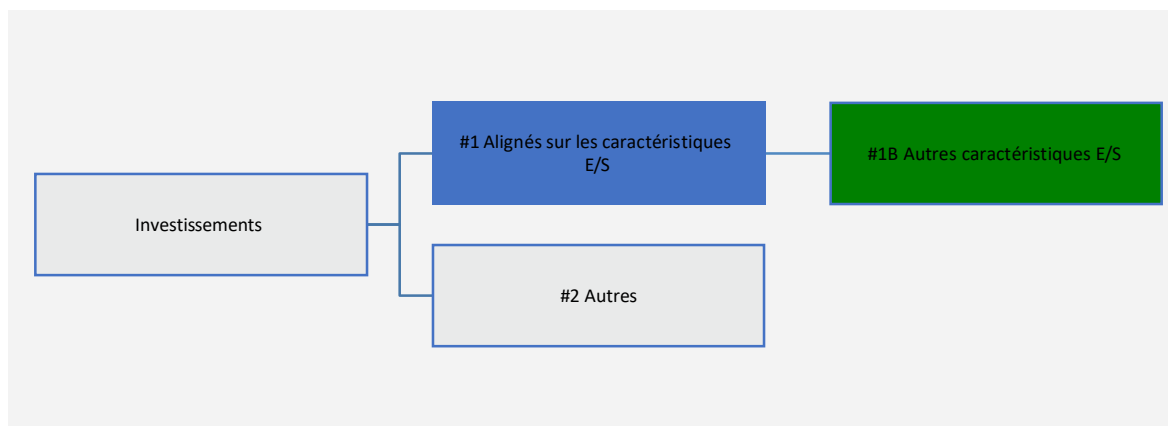 #1 Alignés sur les caractéristiques
E/S
#1B Autres caractéristiques E/S
Investissements
#2 Autres